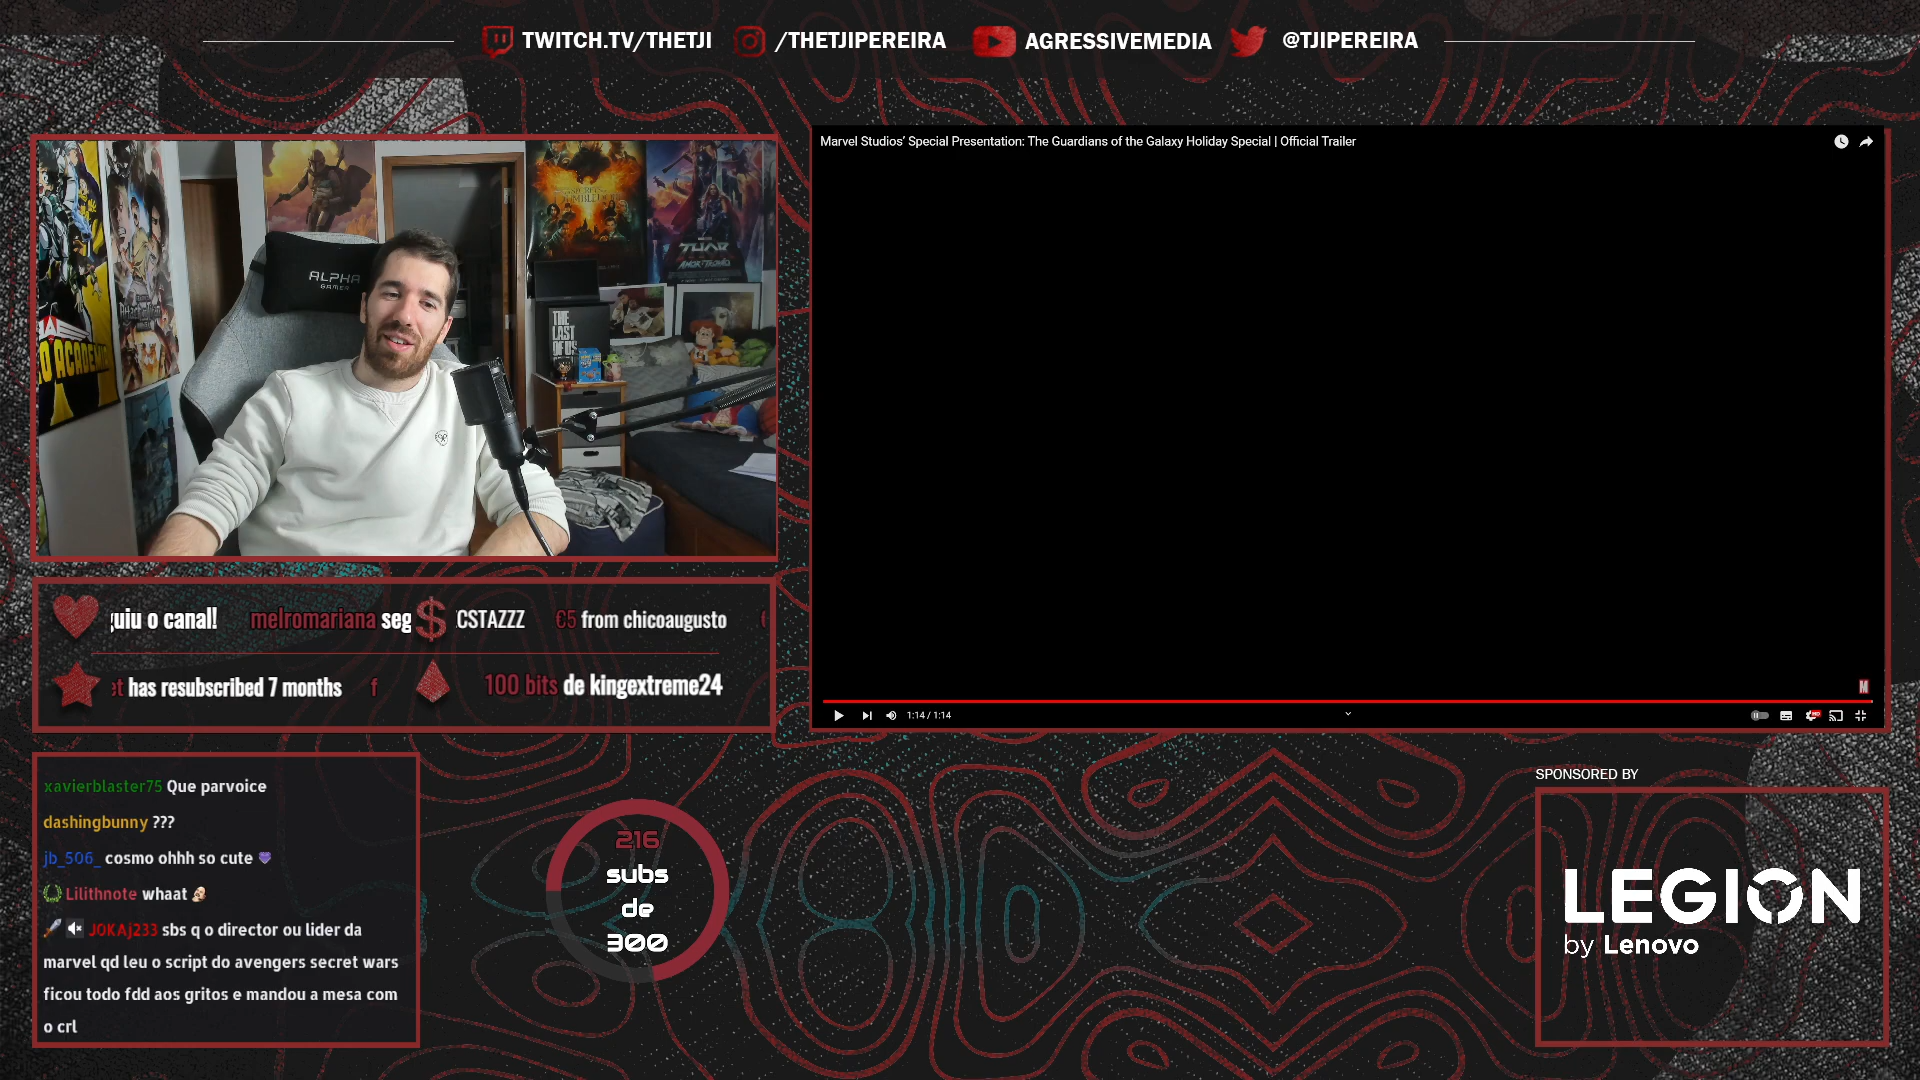 TWITCH.TV/THETJI
/THETJIPEREIRA
AGRESSIVEMEDIA
@TJIPEREIRA
Marvel Studios' Special Presentation: The Guardians of the Galaxy Holiday Special | Official Trailer
ALPHA
GAMER
THE
LAST
OF US
THOR
1:14 / 1:14
guiu o canal! melromariana seg
CSTAZZZ €5 from chicoaugusto
et has resubscribed 7 months f
100 bits de kingextreme24
xavierblaster75 Que parvoice
dashingbunny ???
jb_506_ cosmo ohhh so cute
Lilithnote whaat
JOKAj233 sbs q o director ou lider da
marvel qd leu o script do avengers secret wars
ficou todo fdd aos gritos e mandou a mesa com
o crl
216
subs
de
300
SPONSORED BY
LEGION
by Lenovo